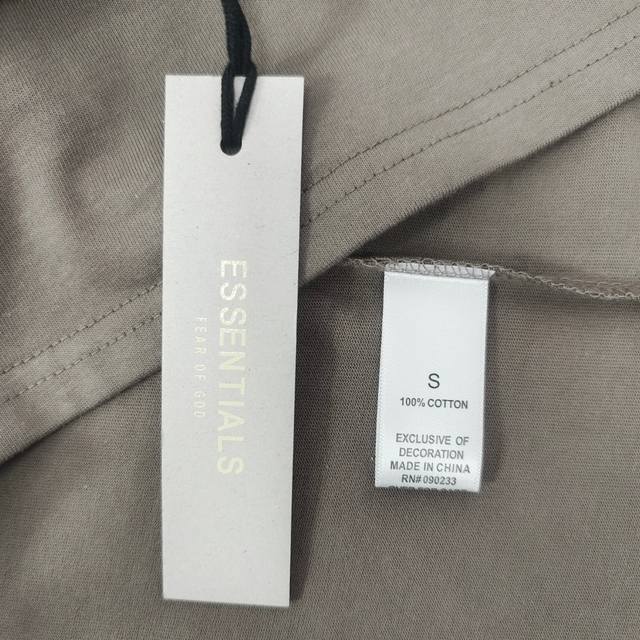 ESSENTIALS
FEAR OF GOD
S
100% COTTON
EXCLUSIVE OF
DECORATION
MADE IN CHINA
RN# 090233